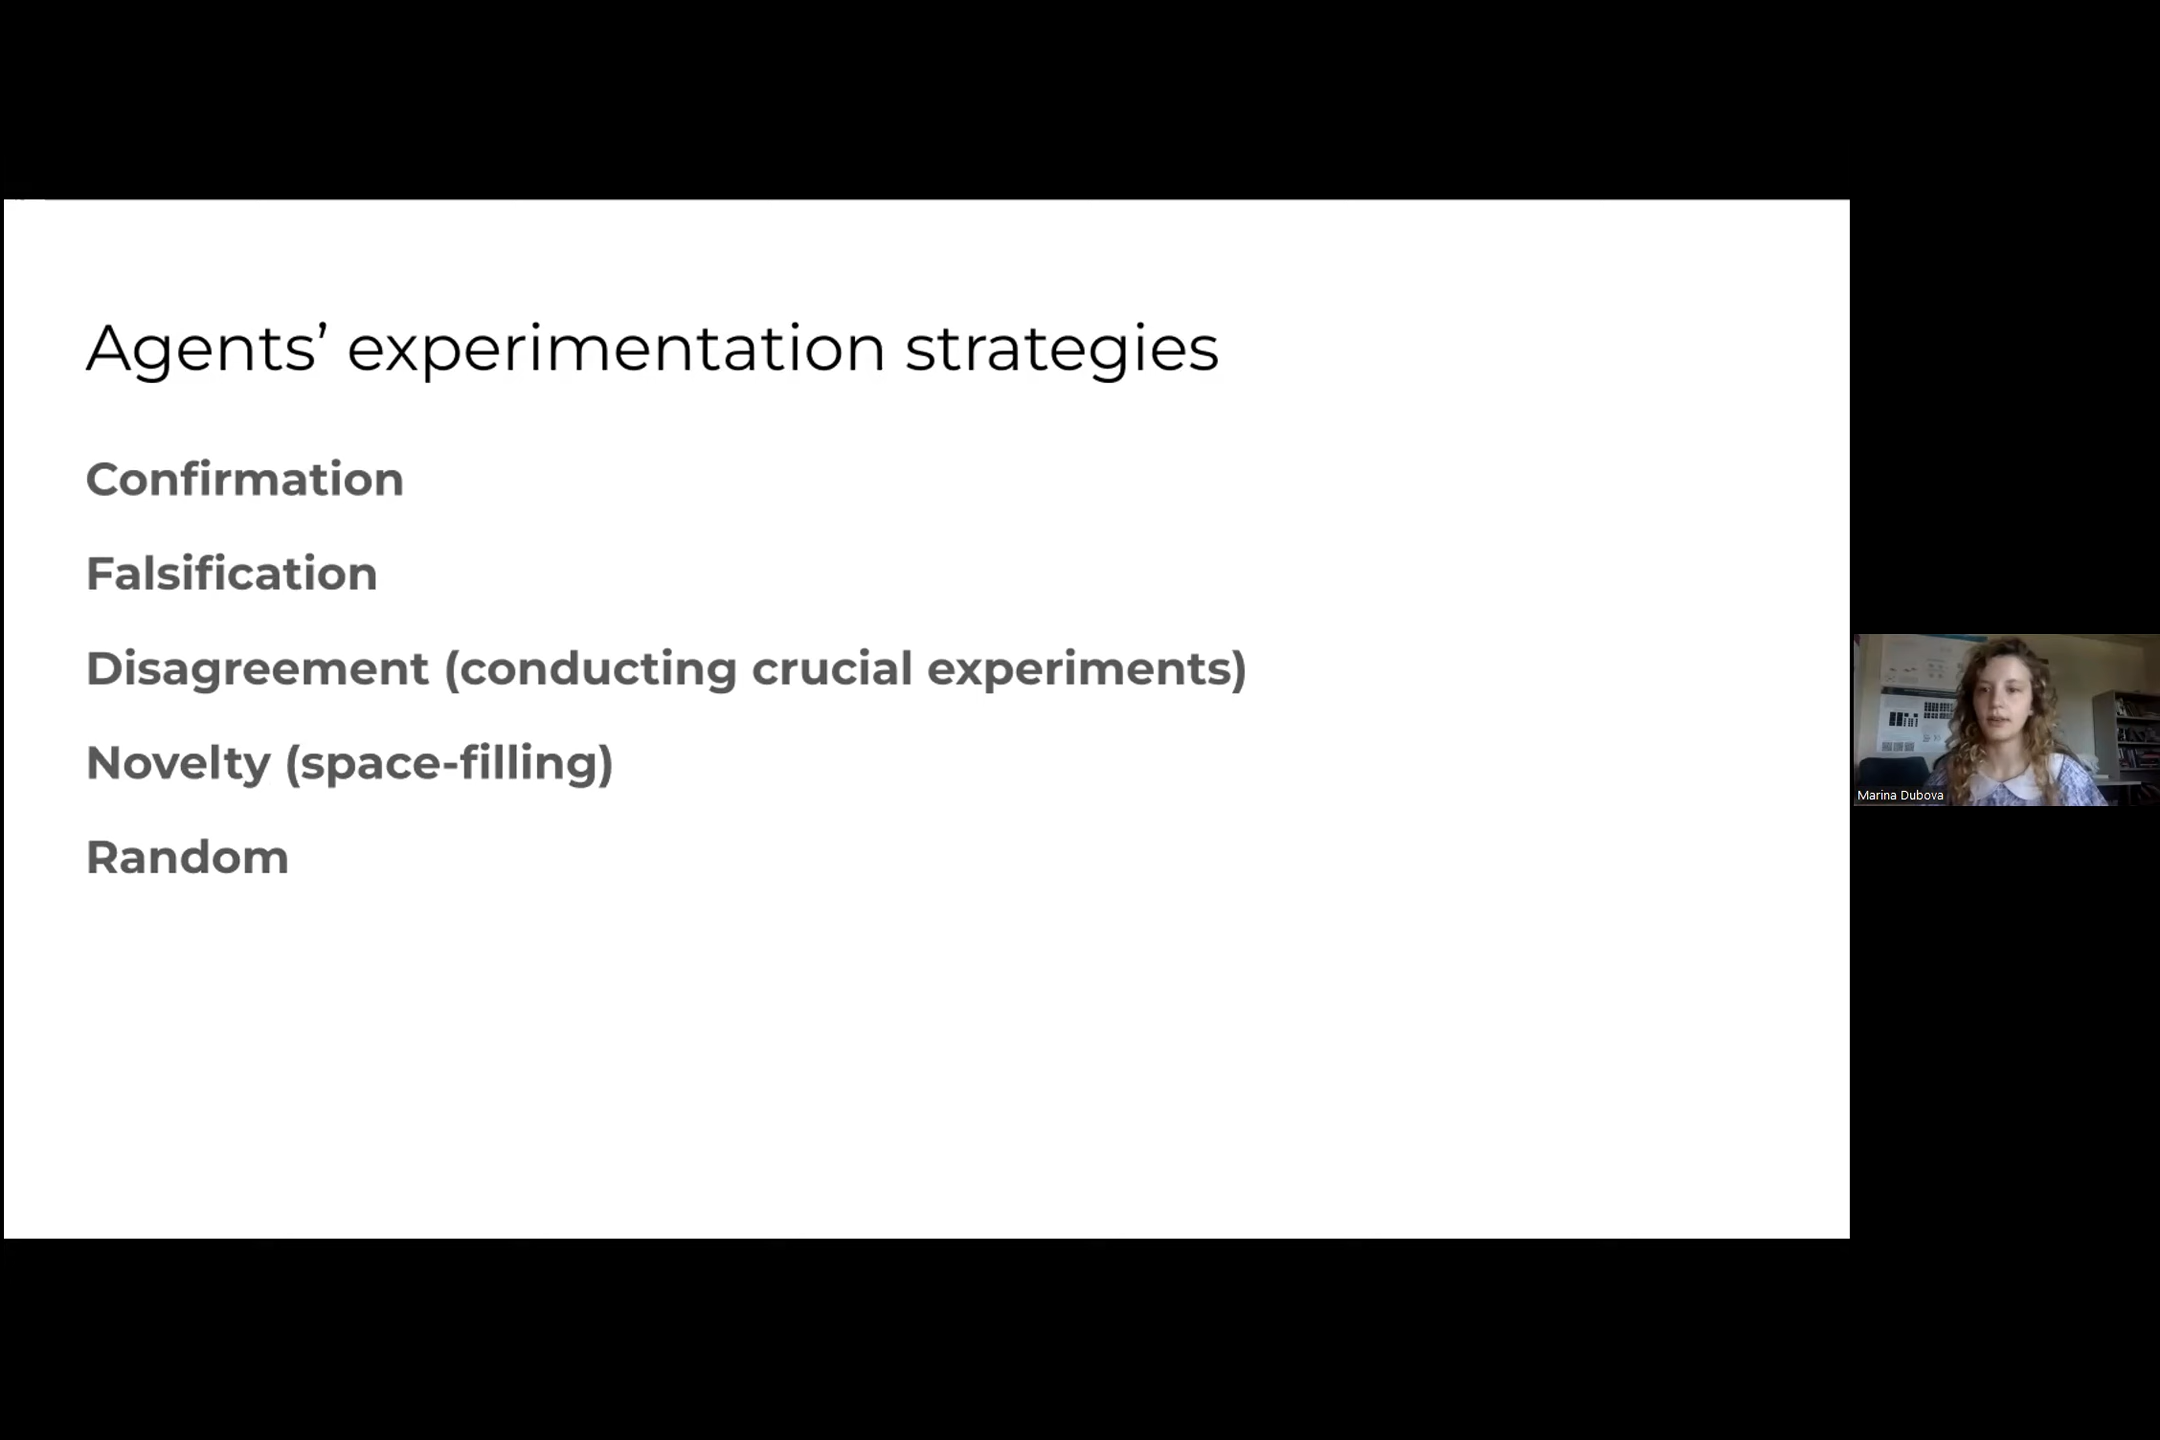 Agents’ experimentation strategies
Confirmation
Falsification
Disagreement (conducting crucial experiments)
Novelty (space-filling)
Random
Marina Dubova